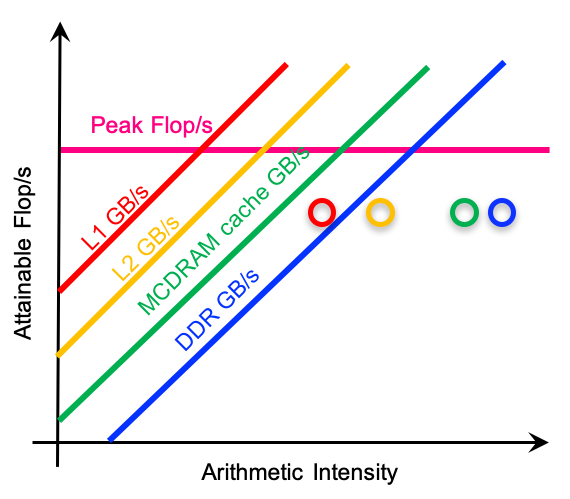 Peak Flop/s
L1 GB/s
L2 GB/s
MCDRAM cache GB/s
DDR GB/s
Attainable Flop/s
Arithmetic Intensity